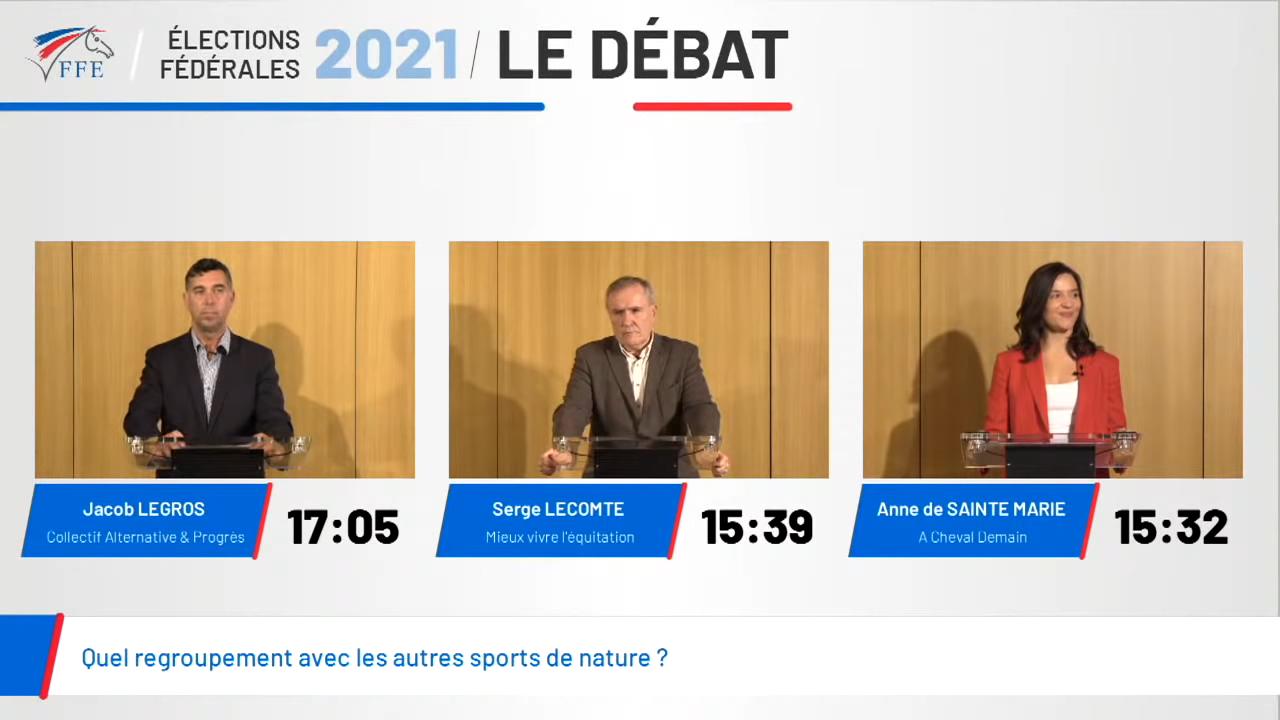 FFE
ÉLECTIONS
FÉDÉRALES
2021 / LE DÉBAT
Jacob LEGROS
Collectif Alternative & Progrès
17:05
Serge LECOMTE
Mieux vivre l'équitation
15:39
Anne de SAINTE MARIE
A Cheval Demain
15:32
Quel regroupement avec les autres sports de nature ?